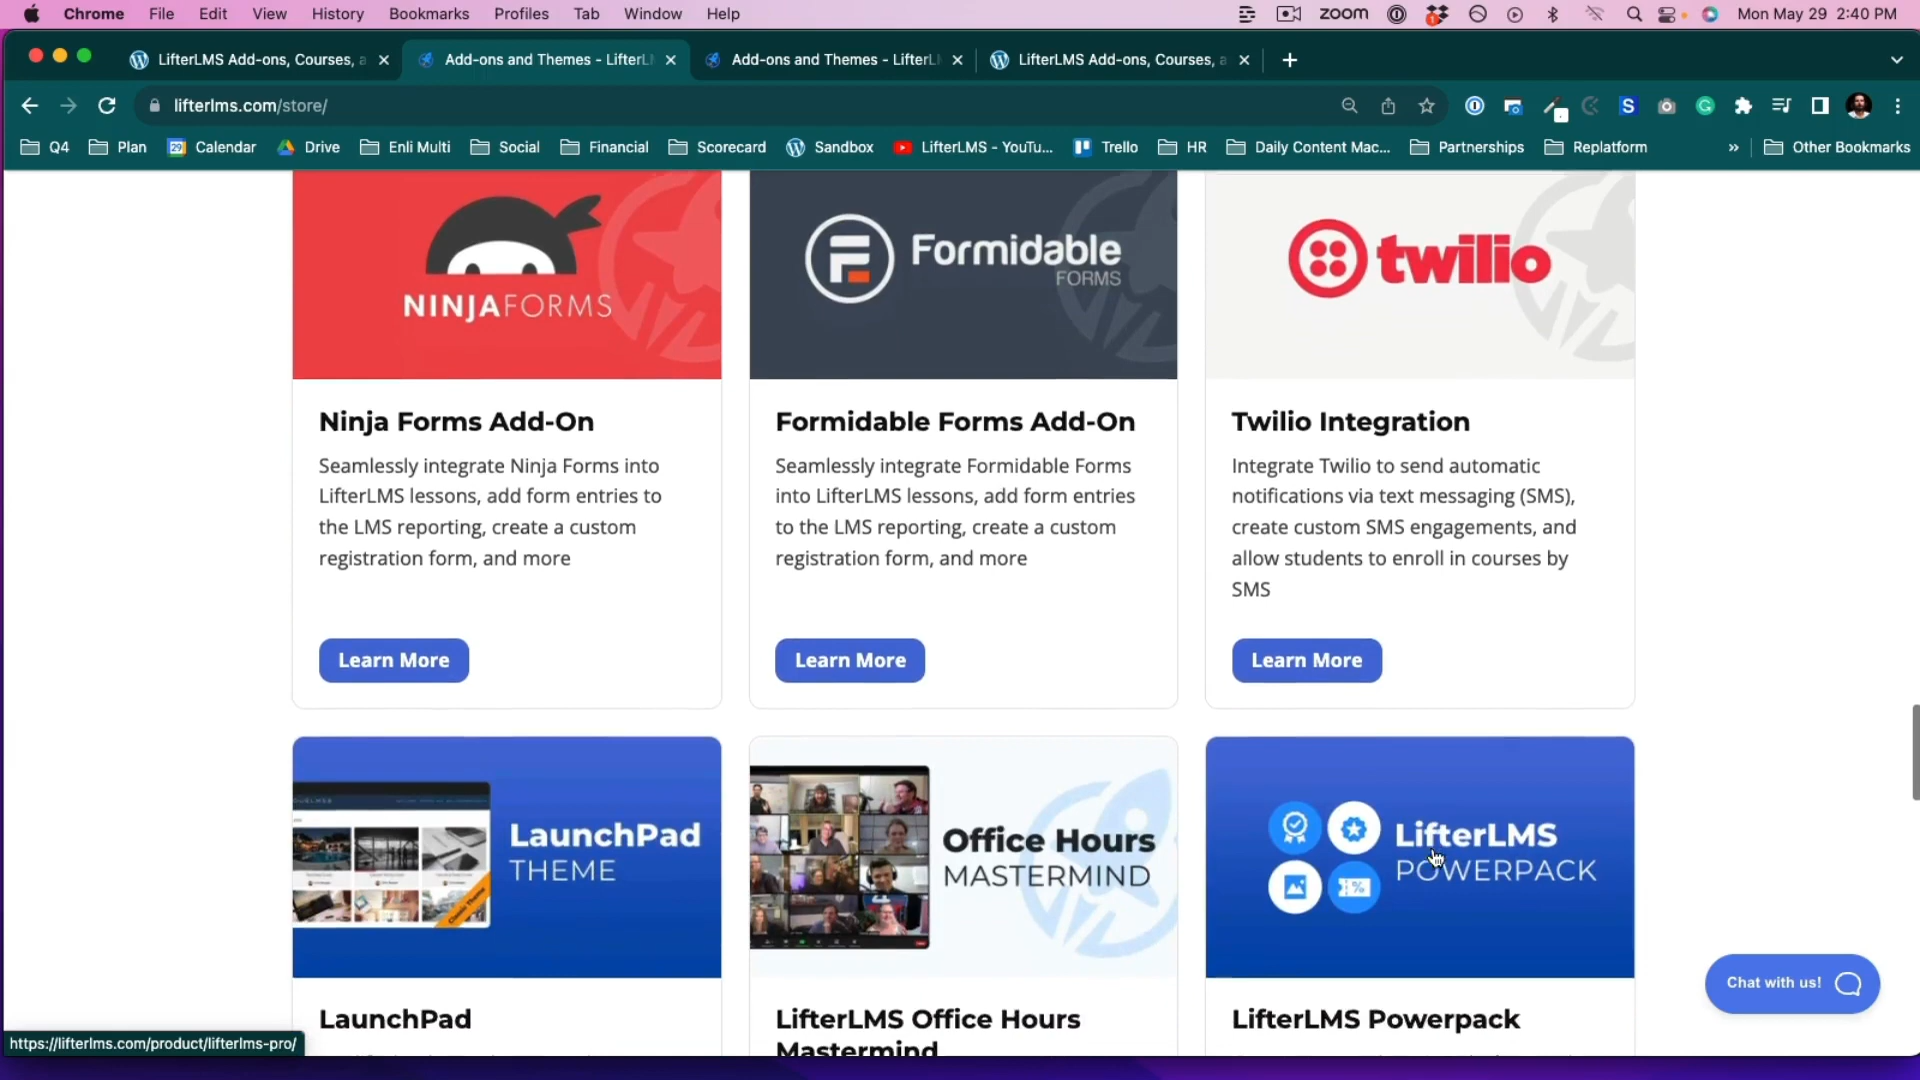 Chrome File Edit View History Bookmarks Profiles Tab Window Help
zoom Mon May 29 2:40 PM
LifterLMS Add-ons, Courses, a Add-ons and Themes - LifterL Add-ons and Themes - LifterL LifterLMS Add-ons, Courses, a
lifterlms.com/store/
Q4 Plan Calendar Drive Enli Multi Social Financial Scorecard Sandbox LifterLMS - YouTu... Trello HR Daily Content Mac... Partnerships Replatform » Other Bookmarks
NINJAFORMS
Formidable
FORMS
twilio
Ninja Forms Add-On
Seamlessly integrate Ninja Forms into
LifterLMS lessons, add form entries to
the LMS reporting, create a custom
registration form, and more
Learn More
Formidable Forms Add-On
Seamlessly integrate Formidable Forms
into LifterLMS lessons, add form entries
to the LMS reporting, create a custom
registration form, and more
Learn More
Twilio Integration
Integrate Twilio to send automatic
notifications via text messaging (SMS),
create custom SMS engagements, and
allow students to enroll in courses by
SMS
Learn More
LaunchPad
THEME
Classic Theme
Office Hours
MASTERMIND
LifterLMS
POWERPACK
LaunchPad
LifterLMS Office Hours
Mastermind
LifterLMS Powerpack
Chat with us!
https://lifterlms.com/product/lifterlms-pro/